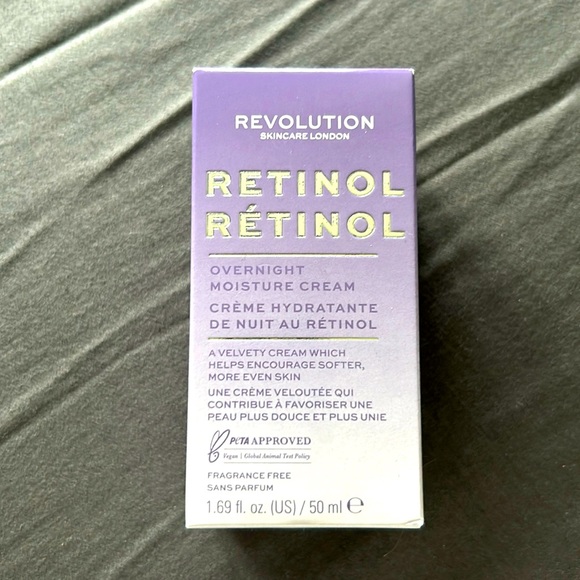 REVOLUTION
SKINCARE LONDON
RETINOL
RÉTINOL
OVERNIGHT
MOISTURE CREAM
CRÈME HYDRATANTE
DE NUIT AU RÉTINOL
A VELVETY CREAM WHICH
HELPS ENCOURAGE SOFTER,
MORE EVEN SKIN
UNE CRÈME VELOUTÉE QUI
CONTRIBUE À FAVORISER UNE
PEAU PLUS DOUCE ET PLUS UNIE
PETA APPROVED
Vegan | Global Animal Test Policy
FRAGRANCE FREE
SANS PARFUM
1.69 fl. oz. (US) / 50 ml ℮